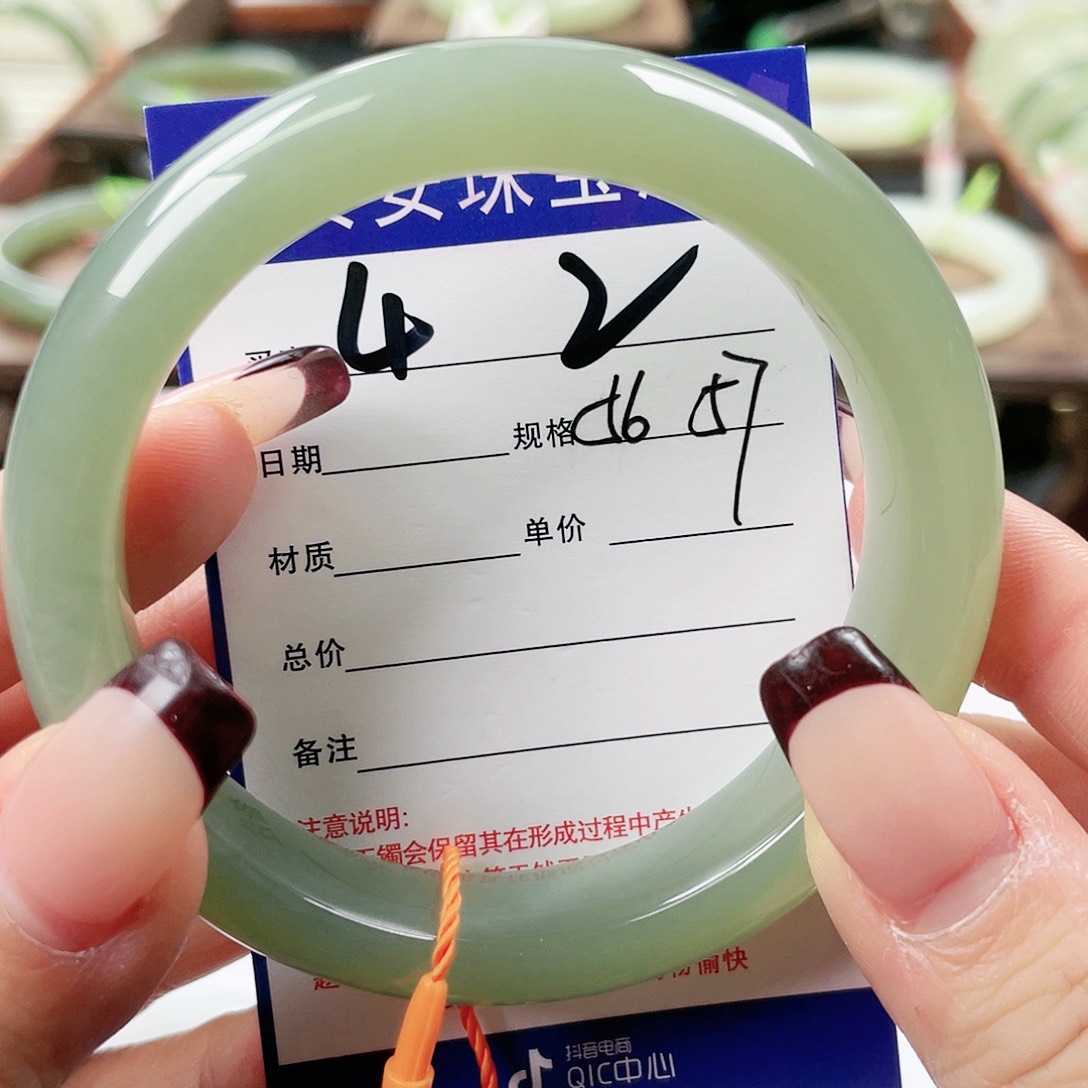 安珠宝
4 2
日期 规格 56 57
材质 单价
总价
备注
注意说明:
玉镯会保留其在形成过程中产生
愉快
抖音电商
QIC中心